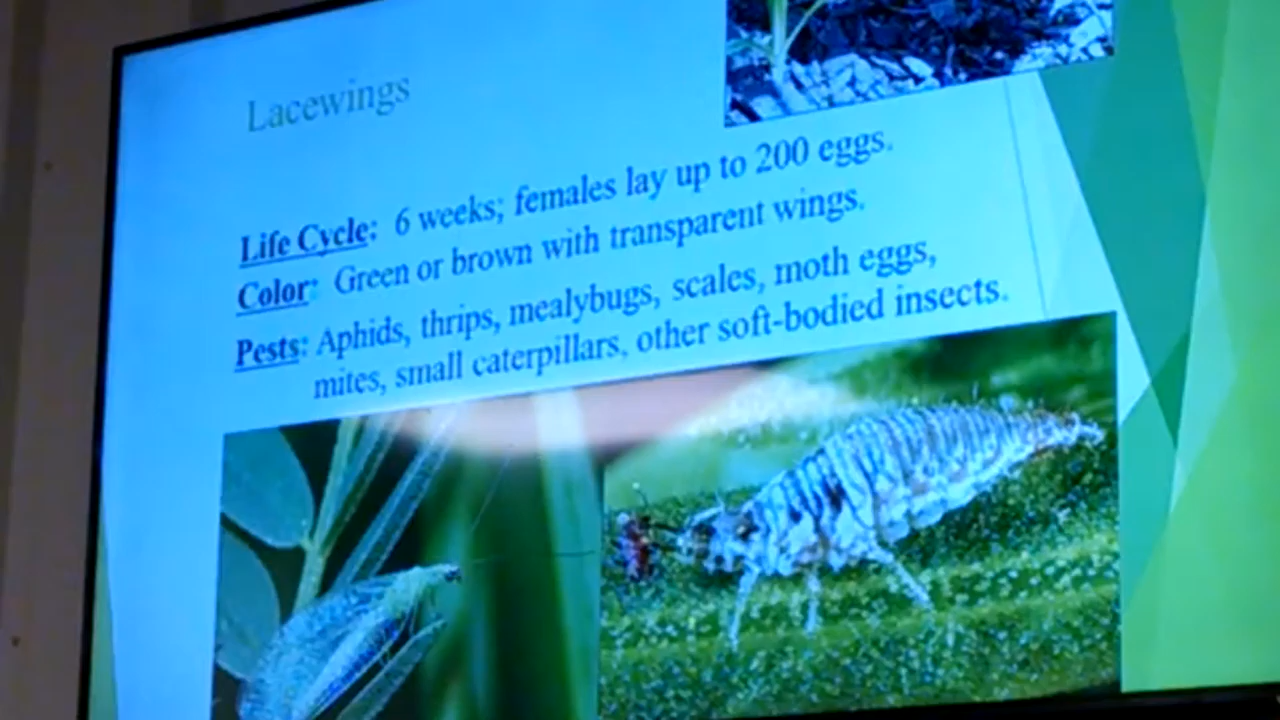 Lacewings
Life Cycle: 6 weeks; females lay up to 200 eggs.
Color: Green or brown with transparent wings.
Pests: Aphids, thrips, mealybugs, scales, moth eggs,
mites, small caterpillars, other soft-bodied insects.